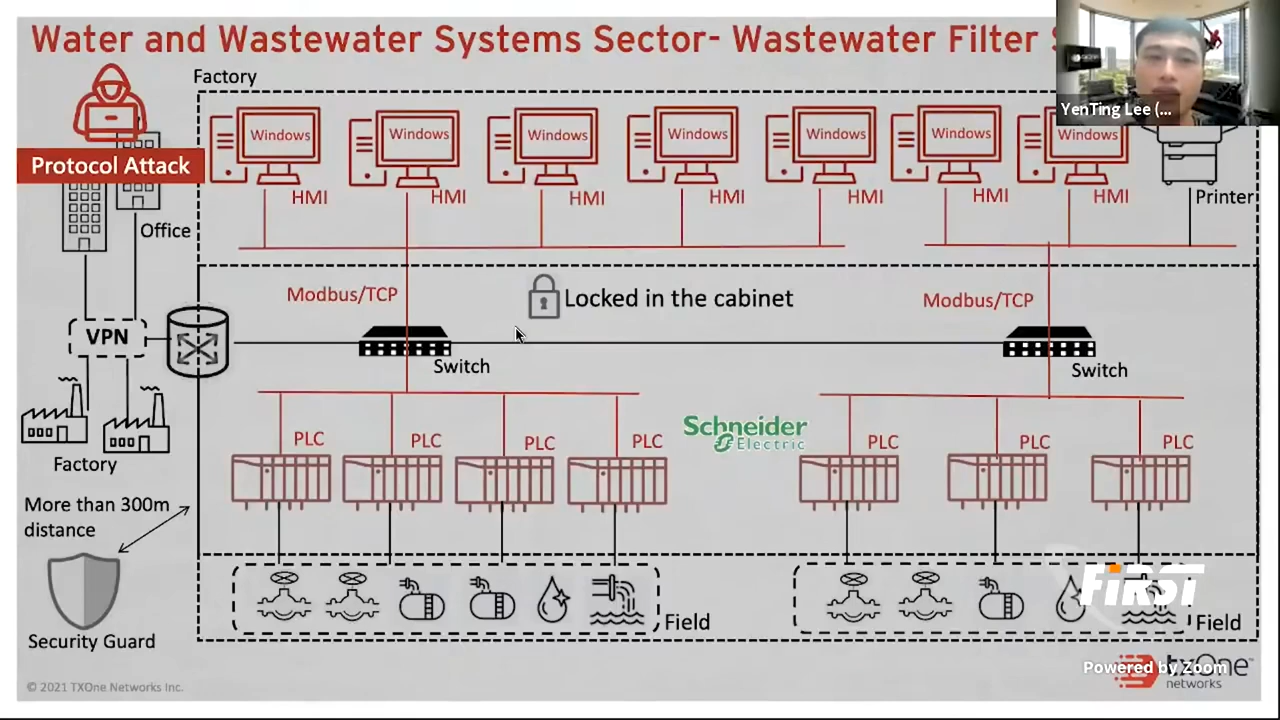 Water and Wastewater Systems Sector- Wastewater Filter
YenTing Lee (...
Factory
Windows
Windows
Windows
Windows
Windows
Windows
Windows
Protocol Attack
HMI
HMI
HMI
HMI
HMI
HMI
HMI
Printer
Office
Modbus/TCP
Locked in the cabinet
Modbus/TCP
VPN
Switch
Switch
Schneider
Electric
PLC
PLC
PLC
PLC
PLC
PLC
PLC
Factory
More than 300m
distance
FiRST
Field
Field
Security Guard
Powered by Zoom
txOne
networks
© 2021 TXOne Networks Inc.